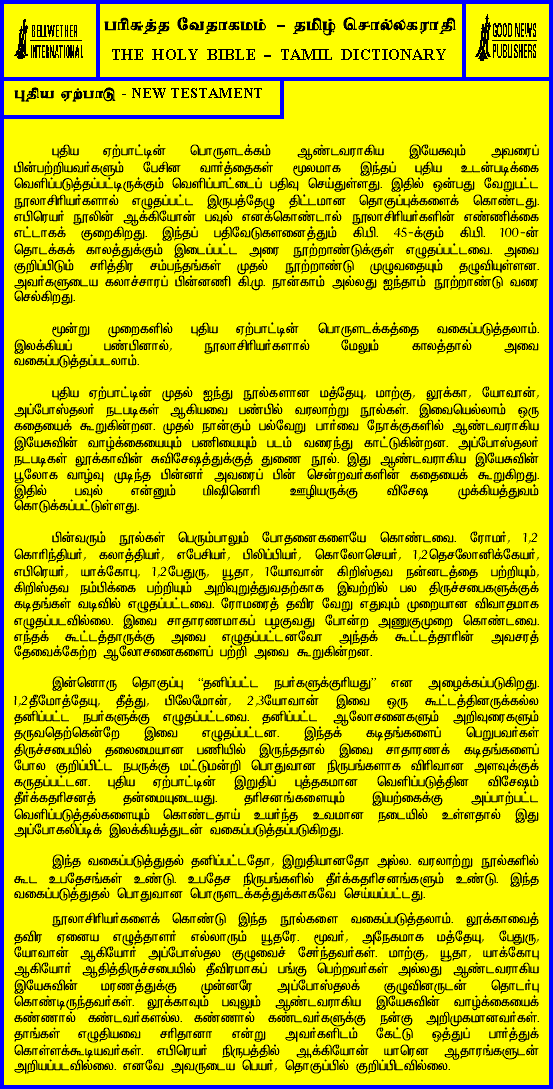 BELLWETHER
INTERNATIONAL
பரிசுத்த வேதாகமம் – தமிழ் சொல்லகராதி
THE HOLY BIBLE – TAMIL DICTIONARY
GOOD NEWS
PUBLISHERS
புதிய ஏற்பாடு - NEW TESTAMENT
புதிய ஏற்பாட்டின் பொருளடக்கம் ஆண்டவராகிய இயேசுவும் அவரைப்
பின்பற்றியவர்களும் பேசின வார்த்தைகள் மூலமாக இந்தப் புதிய உடன்படிக்கை
வெளிப்படுத்தப்பட்டிருக்கும் வெளிப்பாட்டைப் பதிவு செய்துள்ளது. இதில் ஒன்பது வேறுபட்ட
நூலாசிரியர்களால் எழுதப்பட்ட இருபத்தேழு திட்டமான தொகுப்புக்களைக் கொண்டது.
எபிரெயர் நூலின் ஆக்கியோன் பவுல் எனக்கொண்டால் நூலாசிரியர்களின் எண்ணிக்கை
எட்டாகக் குறைகிறது. இந்தப் பதிவேடுகளனைத்தும் கி.பி. 45-க்கும் கி.பி. 100-ன்
தொடக்கக் காலத்துக்கும் இடைப்பட்ட அரை நூற்றாண்டுக்குள் எழுதப்பட்டவை. அவை
குறிப்பிடும் சரித்திர சம்பந்தங்கள் முதல் நூற்றாண்டு முழுவதையும் தழுவியுள்ளன.
அவர்களுடைய கலாச்சாரப் பின்னணி கி.மு. நான்காம் அல்லது ஐந்தாம் நூற்றாண்டு வரை
செல்கிறது.
மூன்று முறைகளில் புதிய ஏற்பாட்டின் பொருளடக்கத்தை வகைப்படுத்தலாம்.
இலக்கியப் பண்பினால், நூலாசிரியர்களால் மேலும் காலத்தால் அவை
வகைப்படுத்தப்படலாம்.
புதிய ஏற்பாட்டின் முதல் ஐந்து நூல்களான மத்தேயு, மாற்கு, லூக்கா, யோவான்,
அப்போஸ்தலர் நடபடிகள் ஆகியவை பண்பில் வரலாற்று நூல்கள். இவையெல்லாம் ஒரு
கதையைக் கூறுகின்றன. முதல் நான்கும் பல்வேறு பார்வை நோக்குகளில் ஆண்டவராகிய
இயேசுவின் வாழ்க்கையையும் பணியையும் படம் வரைந்து காட்டுகின்றன. அப்போஸ்தலர்
நடபடிகள் லூக்காவின் சுவிசேஷத்துக்குத் துணை நூல். இது ஆண்டவராகிய இயேசுவின்
பூலோக வாழ்வு முடிந்த பின்னர் அவரைப் பின் சென்றவர்களின் கதையைக் கூறுகிறது.
இதில் பவுல் என்னும் மிஷினெரி ஊழியருக்கு விசேஷ முக்கியத்துவம்
கொடுக்கப்பட்டுள்ளது.
பின்வரும் நூல்கள் பெரும்பாலும் போதனைகளையே கொண்டவை. ரோமர், 1,2
கொரிந்தியர், கலாத்தியர், எபேசியர், பிலிப்பியர், கொலோசெயர், 1,2தெசலோனிக்கேயர்,
எபிரெயர், யாக்கோபு, 1,2பேதுரு, யூதா, 1யோவான் கிறிஸ்தவ நன்னடத்தை பற்றியும்,
கிறிஸ்தவ நம்பிக்கை பற்றியும் அறிவுறுத்துவதற்காக இவற்றில் பல திருச்சபைகளுக்குக்
கடிதங்கள் வடிவில் எழுதப்பட்டவை. ரோமரைத் தவிர வேறு எதுவும் முறையான விவாதமாக
எழுதப்படவில்லை. இவை சாதாரணமாகப் பழகுவது போன்ற அணுகுமுறை கொண்டவை.
எந்தக் கூட்டத்தாருக்கு அவை எழுதப்பட்டனவோ அந்தக் கூட்டத்தாரின் அவசரத்
தேவைக்கேற்ற ஆலோசனைகளைப் பற்றி அவை கூறுகின்றன.
இன்னொரு தொகுப்பு “தனிப்பட்ட நபர்களுக்குரியது” என அழைக்கப்படுகிறது.
1,2தீமோத்தேயு, தீத்து, பிலேமோன், 2,3யோவான் இவை ஒரு கூட்டத்தினருக்கல்ல
தனிப்பட்ட நபர்களுக்கு எழுதப்பட்டவை. தனிப்பட்ட ஆலோசனைகளும் அறிவுரைகளும்
தருவதற்கென்றே இவை எழுதப்பட்டன. இந்தக் கடிதங்களைப் பெறுபவர்கள்
திருச்சபையில் தலைமையான பணியில் இருந்ததால் இவை சாதாரணக் கடிதங்களைப்
போல குறிப்பிட்ட நபருக்கு மட்டுமன்றி பொதுவான நிருபங்களாக விரிவான அளவுக்குக்
கருதப்பட்டன. புதிய ஏற்பாட்டின் இறுதிப் புத்தகமான வெளிப்படுத்தின விசேஷம்
தீர்க்கதரிசனத் தன்மையுடையது. தரிசனங்களையும் இயற்கைக்கு அப்பாற்பட்ட
வெளிப்படுத்தல்களையும் கொண்டதாய் உயர்ந்த உவமான நடையில் உள்ளதால் இது
அப்போகலிப்டிக் இலக்கியத்துடன் வகைப்படுத்தப்படுகிறது.
இந்த வகைப்படுத்துதல் தனிப்பட்டதோ, இறுதியானதோ அல்ல. வரலாற்று நூல்களில்
கூட உபதேசங்கள் உண்டு. உபதேச நிருபங்களில் தீர்க்கதரிசனங்களும் உண்டு. இந்த
வகைப்படுத்துதல் பொதுவான பொருளடக்கத்துக்காகவே செய்யப்பட்டது.
நூலாசிரியர்களைக் கொண்டு இந்த நூல்களை வகைப்படுத்தலாம். லூக்காவைத்
தவிர ஏனைய எழுத்தாளர் எல்லாரும் யூதரே. மூவர், அநேகமாக மத்தேயு, பேதுரு,
யோவான் ஆகியோர் அப்போஸ்தல குழுவைச் சேர்ந்தவர்கள். மாற்கு, யூதா, யாக்கோபு
ஆகியோர் ஆதித்திருச்சபையில் தீவிரமாகப் பங்கு பெற்றவர்கள் அல்லது ஆண்டவராகிய
இயேசுவின் மரணத்துக்கு முன்னரே அப்போஸ்தலக் குழுவினருடன் தொடர்பு
கொண்டிருந்தவர்கள். லூக்காவும் பவுலும் ஆண்டவராகிய இயேசுவின் வாழ்க்கையைக்
கண்ணால் கண்டவர்களல்ல. கண்ணால் கண்டவர்களுக்கு நன்கு அறிமுகமானவர்கள்.
தாங்கள் எழுதியவை சரிதானா என்று அவர்களிடம் கேட்டு ஒத்துப் பார்த்துக்
கொள்ளக்கூடியவர்கள். எபிரெயர் நிருபத்தில் ஆக்கியோன் யாரென ஆதாரங்களுடன்
அறியப்படவில்லை. எனவே அவருடைய பெயர், தொகுப்பில் குறிப்பிடவில்லை.